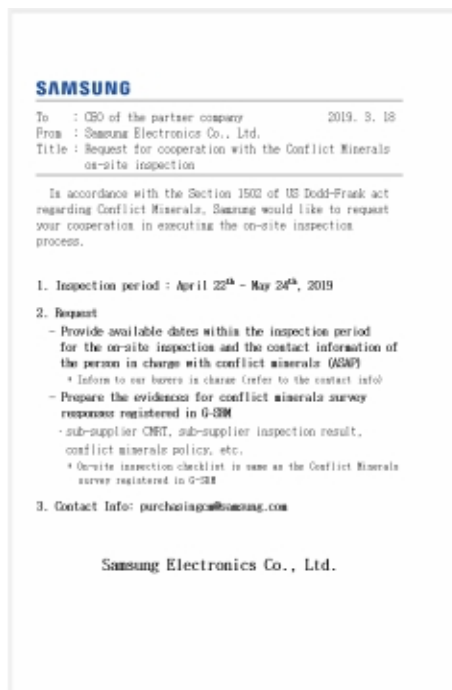 SAMSUNG
To : CEO of the partner company 2019. 3. 18
From : Samsung Electronics Co., Ltd.
Title : Request for cooperation with the Conflict Minerals
on-site inspection
In accordance with the Section 1502 of US Dodd-Frank act
regarding Conflict Minerals, Samsung would like to request
your cooperation in executing the on-site inspection
process.
1. Inspection period : April 22th - May 24th, 2019
2. Request
- Provide available dates within the inspection period
for the on-site inspection and the contact information of
the person in charge with conflict minerals (ASAP)
* Inform to our buyers in charge (refer to the contact info)
- Prepare the evidences for conflict minerals survey
responses registered in G-SRM
· sub-supplier CMRT, sub-supplier inspection result,
conflict minerals policy, etc.
* On-site inspection checklist is same as the Conflict Minerals
survey registered in G-SRM
3. Contact Info: purchasingcm@samsung.com
Samsung Electronics Co., Ltd.